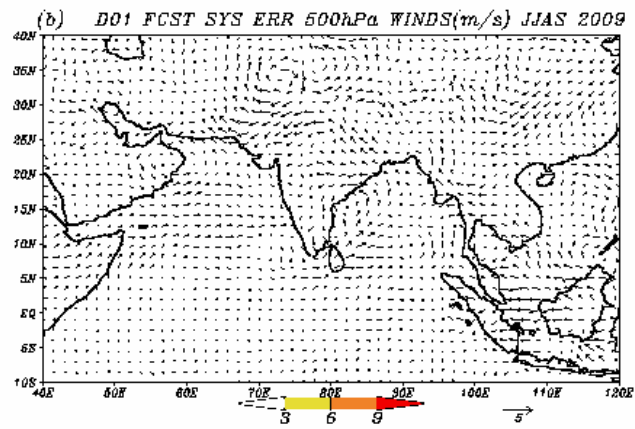 (b) D01 FCST SYS ERR 500hPa WINDS(m/s) JJAS 2009
40N
35N
30N
25N
20N
15N
10N
5N
EQ
5S
10S
40E 50E 60E 70E 80E 90E 100E 110E 120E
3 6 9 5